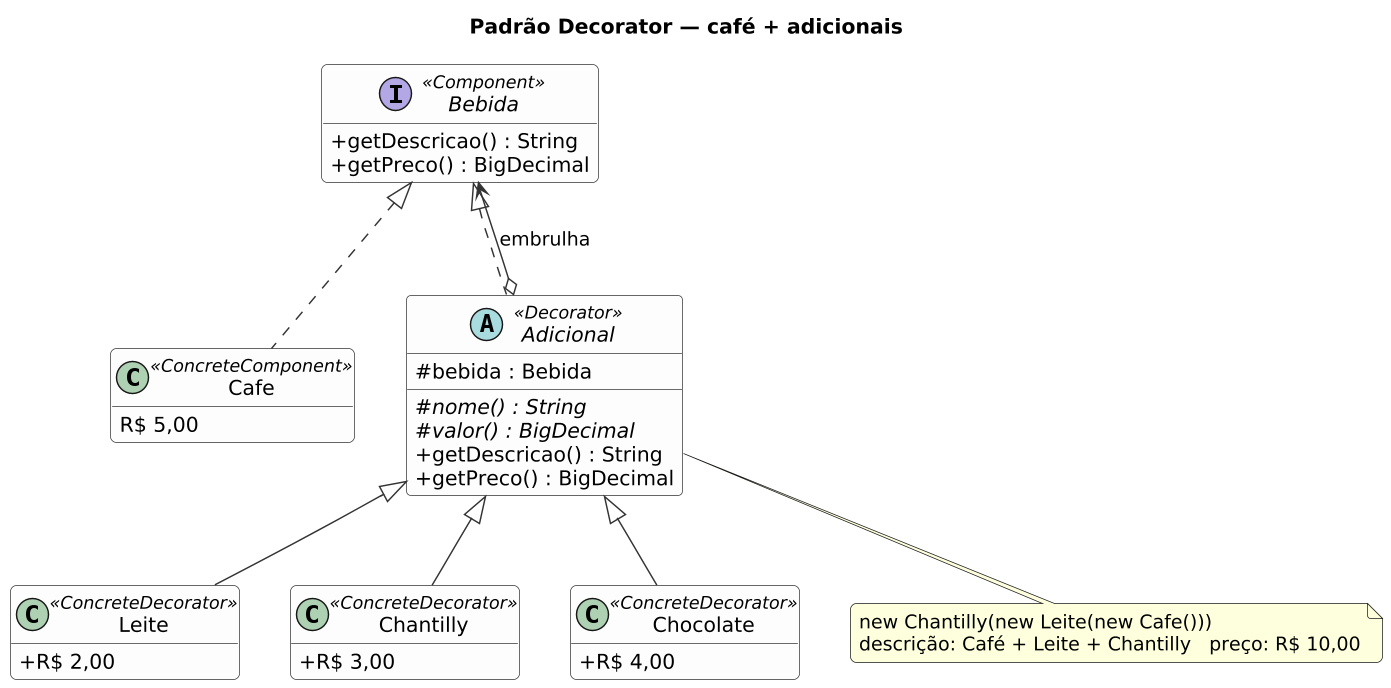 Padrão Decorator — café + adicionais
I
«Component»
Bebida
+getDescricao() : String
+getPreco() : BigDecimal
embrulha
C
«ConcreteComponent»
Cafe
R$ 5,00
A
«Decorator»
Adicional
#bebida : Bebida
#nome() : String
#valor() : BigDecimal
+getDescricao() : String
+getPreco() : BigDecimal
C
«ConcreteDecorator»
Leite
+R$ 2,00
C
«ConcreteDecorator»
Chantilly
+R$ 3,00
C
«ConcreteDecorator»
Chocolate
+R$ 4,00
new Chantilly(new Leite(new Cafe()))
descrição: Café + Leite + Chantilly   preço: R$ 10,00